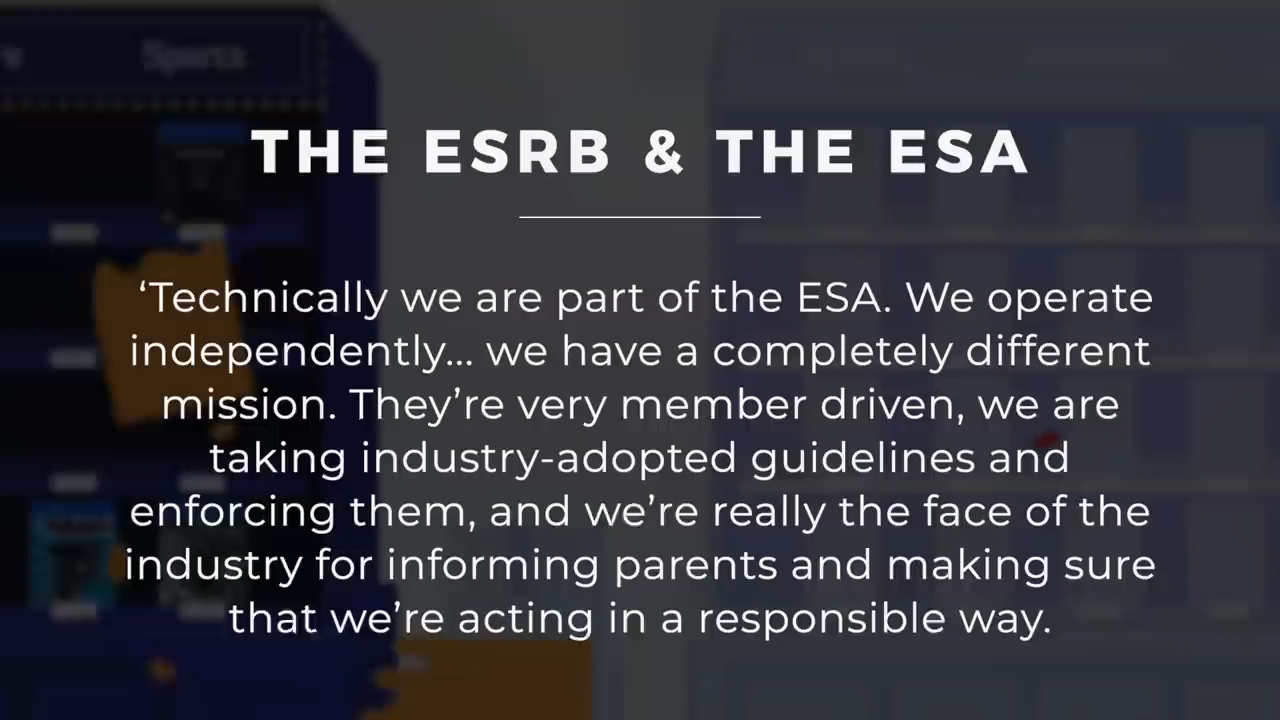 Sports
THE ESRB & THE ESA
‘Technically we are part of the ESA. We operate
independently... we have a completely different
mission. They’re very member driven, we are
taking industry-adopted guidelines and
enforcing them, and we’re really the face of the
industry for informing parents and making sure
that we’re acting in a responsible way.